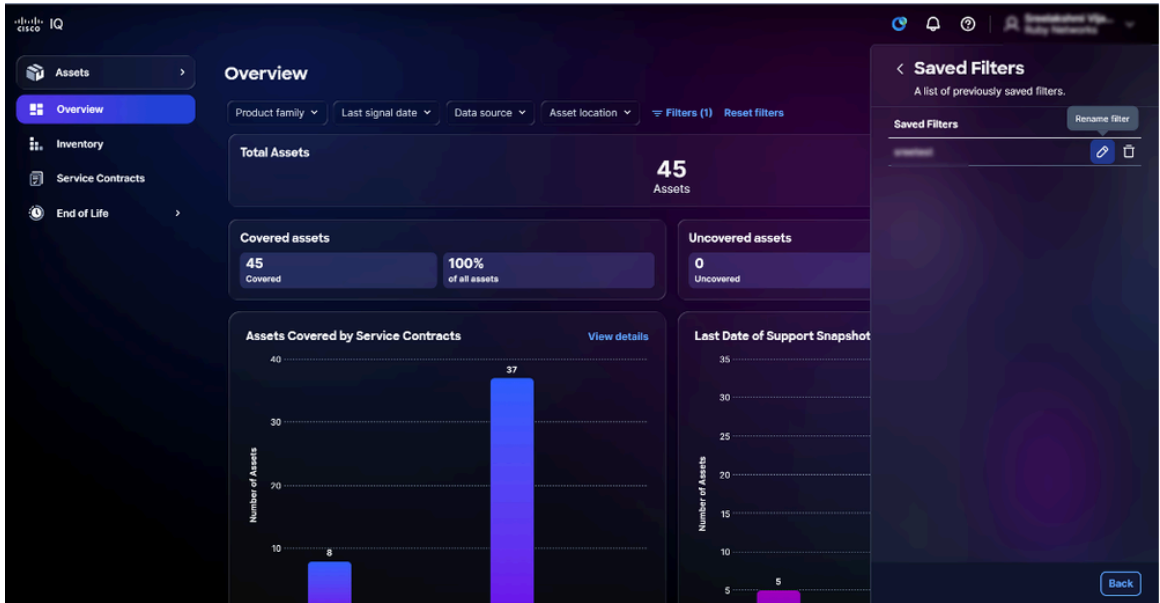 cisco IQ
Assets
Overview
Inventory
Service Contracts
End of Life
Overview
Product family
Last signal date
Data source
Asset location
Filters (1)
Reset filters
Total Assets
45
Assets
Covered assets
45
Covered
100%
of all assets
Uncovered assets
0
Uncovered
Assets Covered by Service Contracts
View details
40
30
20
10
Number of Assets
37
8
Last Date of Support Snapshot
35
30
25
20
15
10
5
Number of Assets
5
Saved Filters
A list of previously saved filters.
Saved Filters
Rename filter
Back